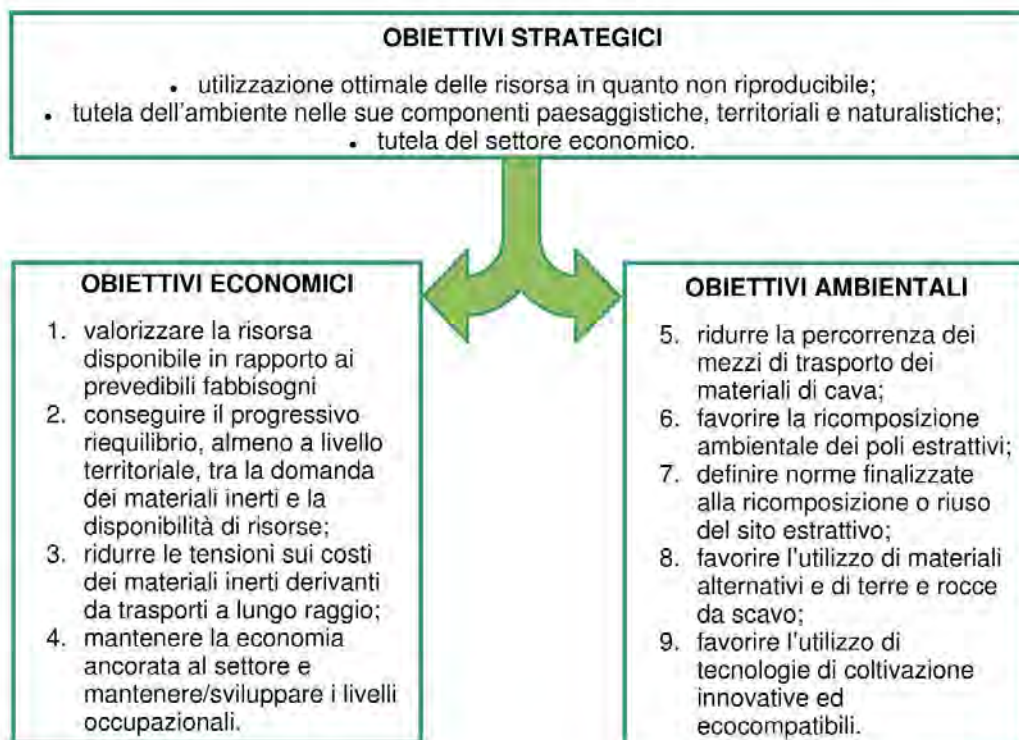 OBIETTIVI STRATEGICI
• utilizzazione ottimale delle risorsa in quanto non riproducibile;
• tutela dell'ambiente nelle sue componenti paesaggistiche, territoriali e naturalistiche;
• tutela del settore economico.
OBIETTIVI ECONOMICI
1. valorizzare la risorsa
disponibile in rapporto ai
prevedibili fabbisogni
2. conseguire il progressivo
riequilibrio, almeno a livello
territoriale, tra la domanda
dei materiali inerti e la
disponibilità di risorse;
3. ridurre le tensioni sui costi
dei materiali inerti derivanti
da trasporti a lungo raggio;
4. mantenere la economia
ancorata al settore e
mantenere/sviluppare i livelli
occupazionali.
OBIETTIVI AMBIENTALI
5. ridurre la percorrenza dei
mezzi di trasporto dei
materiali di cava;
6. favorire la ricomposizione
ambientale dei poli estrattivi;
7. definire norme finalizzate
alla ricomposizione o riuso
del sito estrattivo;
8. favorire l'utilizzo di materiali
alternativi e di terre e rocce
da scavo;
9. favorire l'utilizzo di
tecnologie di coltivazione
innovative ed
ecocompatibili.